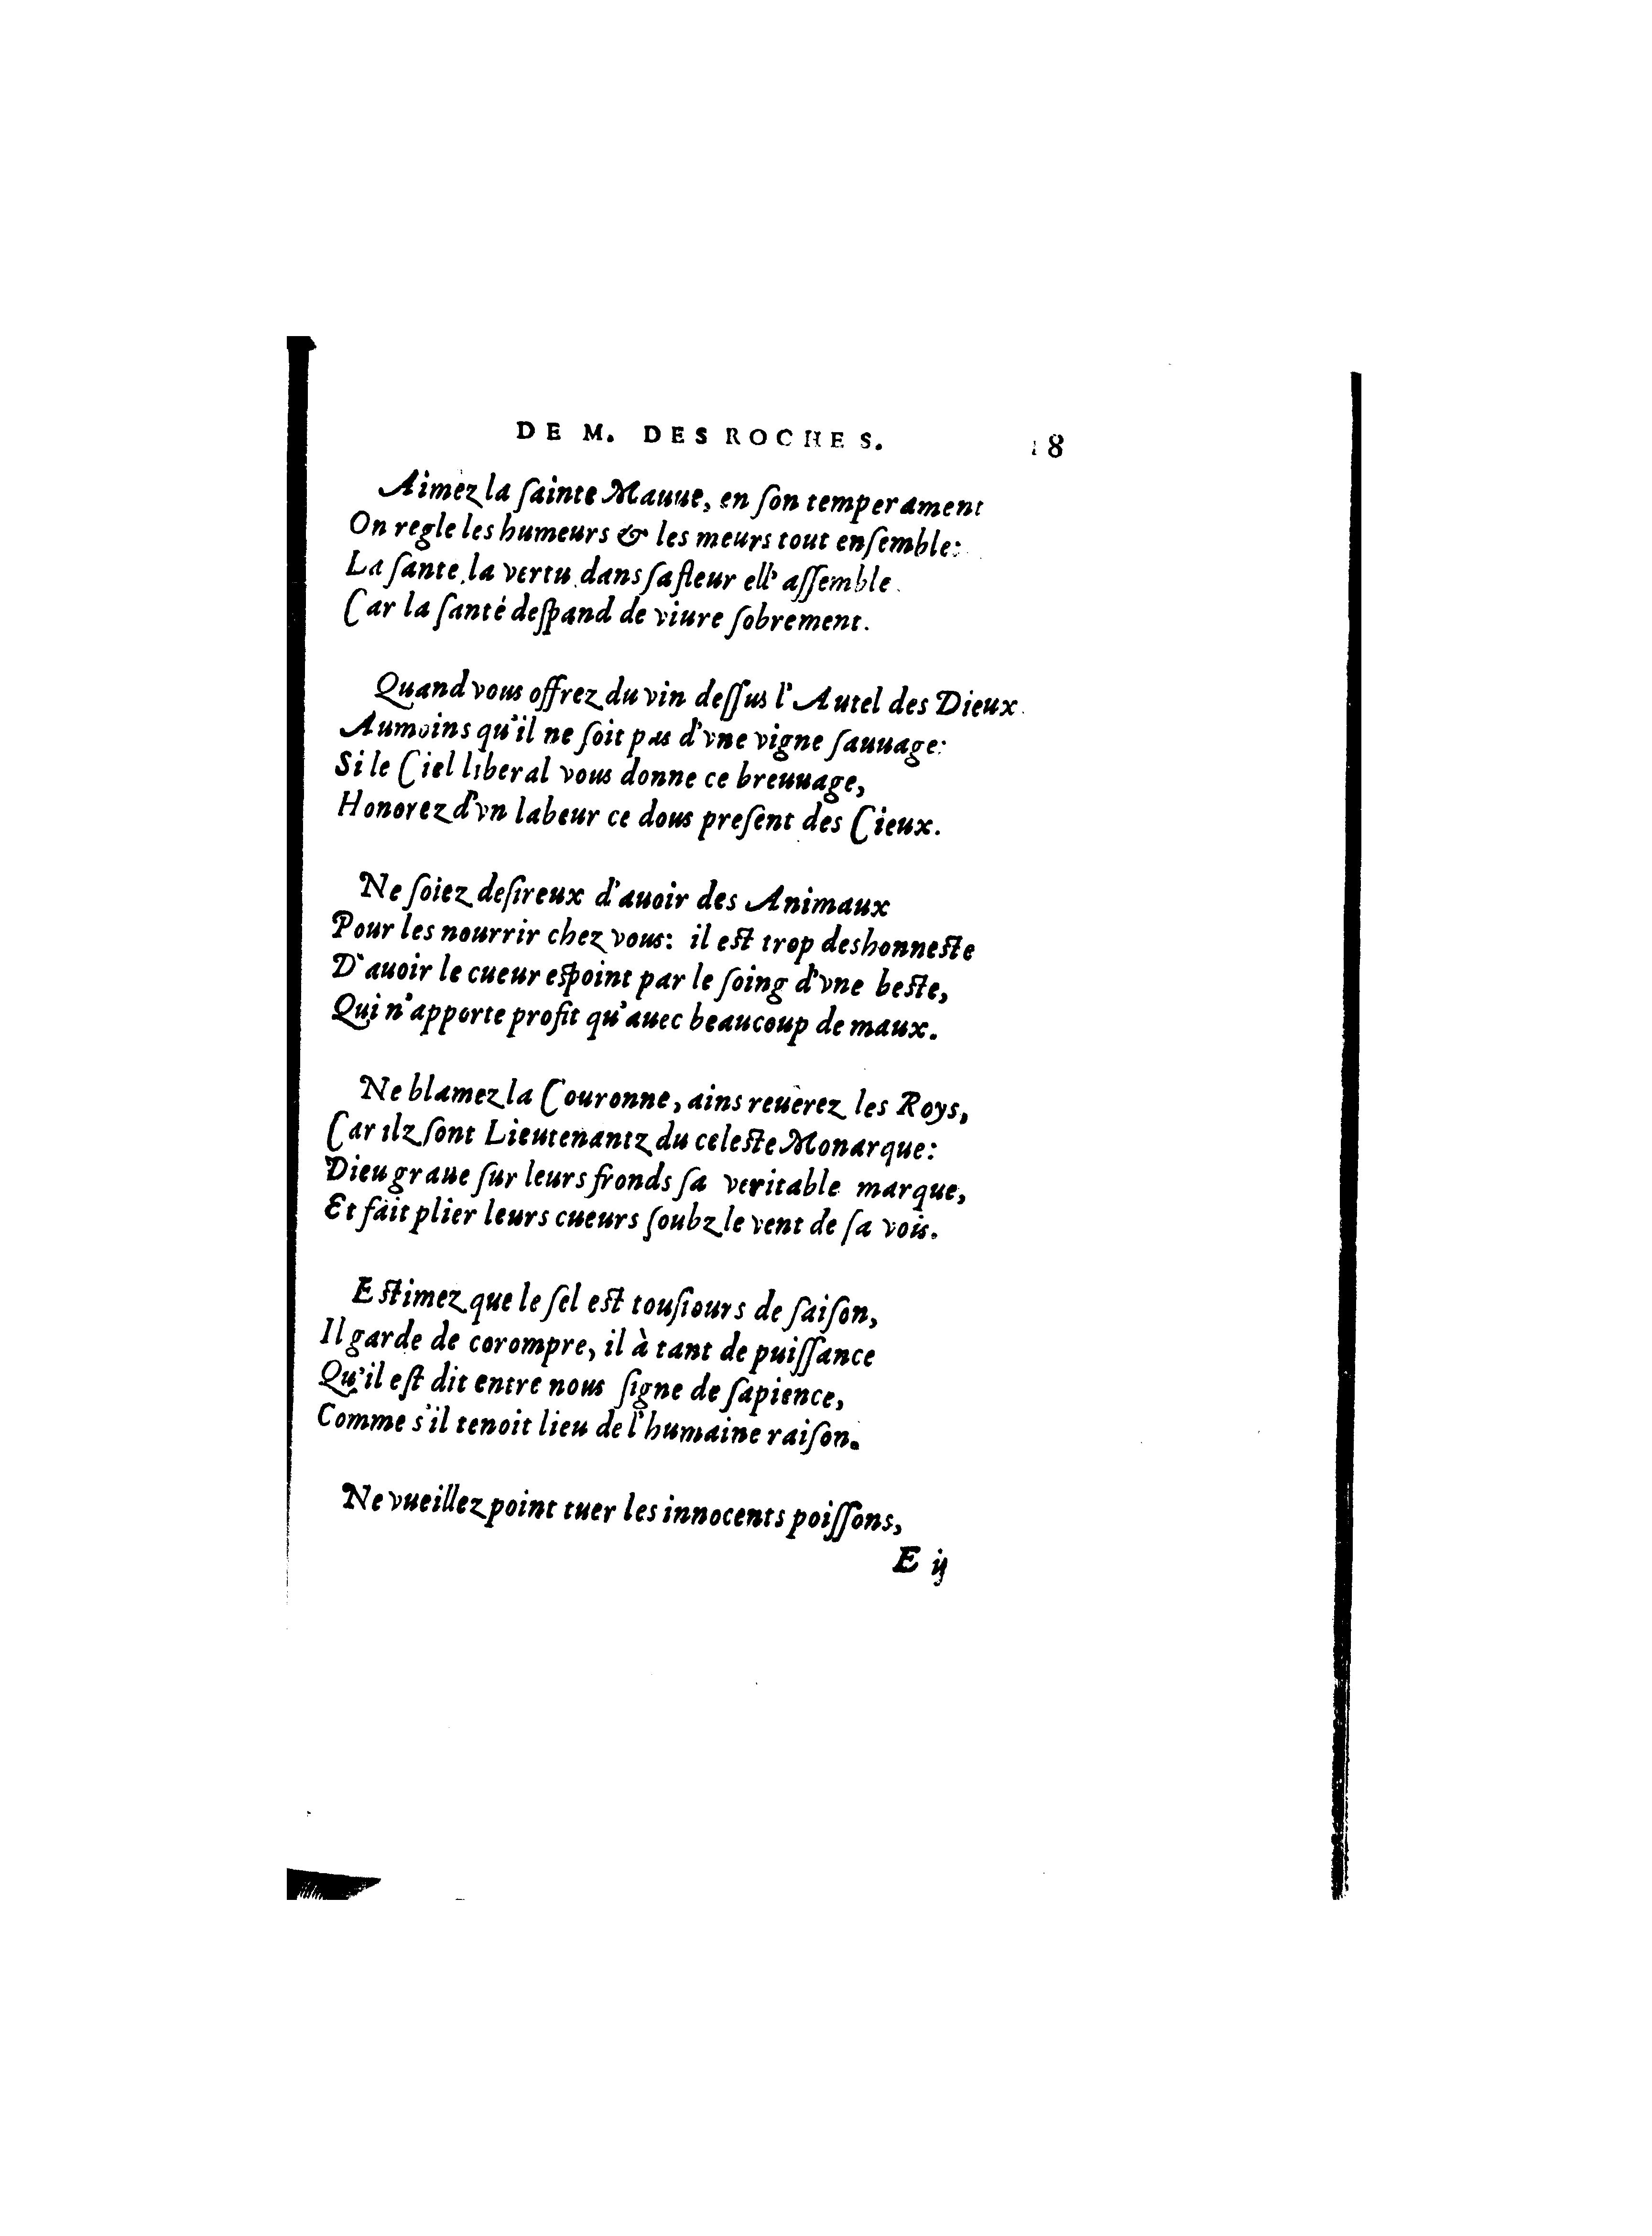 DE M. DES ROCHES. 18
Aimez la ſainte Mauue, en ſon temperament
On regle les humeurs & les meurs tout enſemble:
La ſante, la vertu dans ſa fleur ell' aſſemble.
Car la ſanté deſpand de viure ſobrement.
Quand vous offrez du vin deſſus l'Autel des Dieux.
Aumoins qu'il ne ſoit pas d'vne vigne ſauuage:
Si le Ciel liberal vous donne ce breuuage,
Honorez d'vn labeur ce dous preſent des Cieux.
Ne ſoiez deſireux d'auoir des Animaux
Pour les nourrir chez vous: il eſt trop deshonneſte
D'auoir le cueur eſpoint par le ſoing d'vne beſte,
Qui n'apporte profit qu'auec beaucoup de maux.
Ne blamez la Couronne, ains reuèrez les Roys,
Car ilz ſont Lieutenantz du celeſte Monarque:
Dieu graue ſur leurs fronds ſa veritable marque,
Et fait plier leurs cueurs ſoubz le vent de ſa vois.
Eſtimez que le ſel eſt touſiours de ſaiſon,
Il garde de corompre, il à tant de puiſſance
Qu'il eſt dit entre nous ſigne de ſapience,
Comme s'il tenoit lieu de l'humaine raiſon.
Ne vueillez point tuer les innocents poiſſons,
E ij